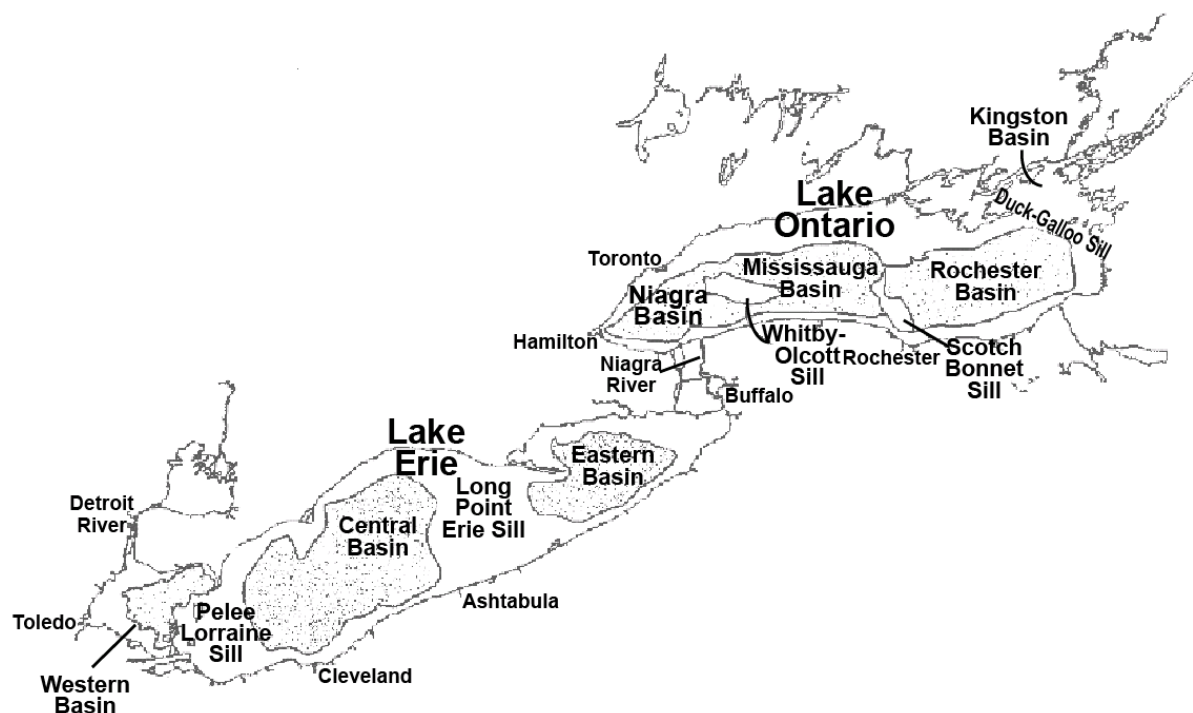 Kingston
Basin
Duck-Galloo Sill
Lake
Ontario
Toronto
Mississauga
Basin
Rochester
Basin
Niagra
Basin
Hamilton
Whitby-
Olcott
Sill
Rochester
Scotch
Bonnet
Sill
Niagra
River
Buffalo
Lake
Erie
Eastern
Basin
Long
Point
Erie Sill
Detroit
River
Central
Basin
Ashtabula
Toledo
Pelee
Lorraine
Sill
Cleveland
Western
Basin